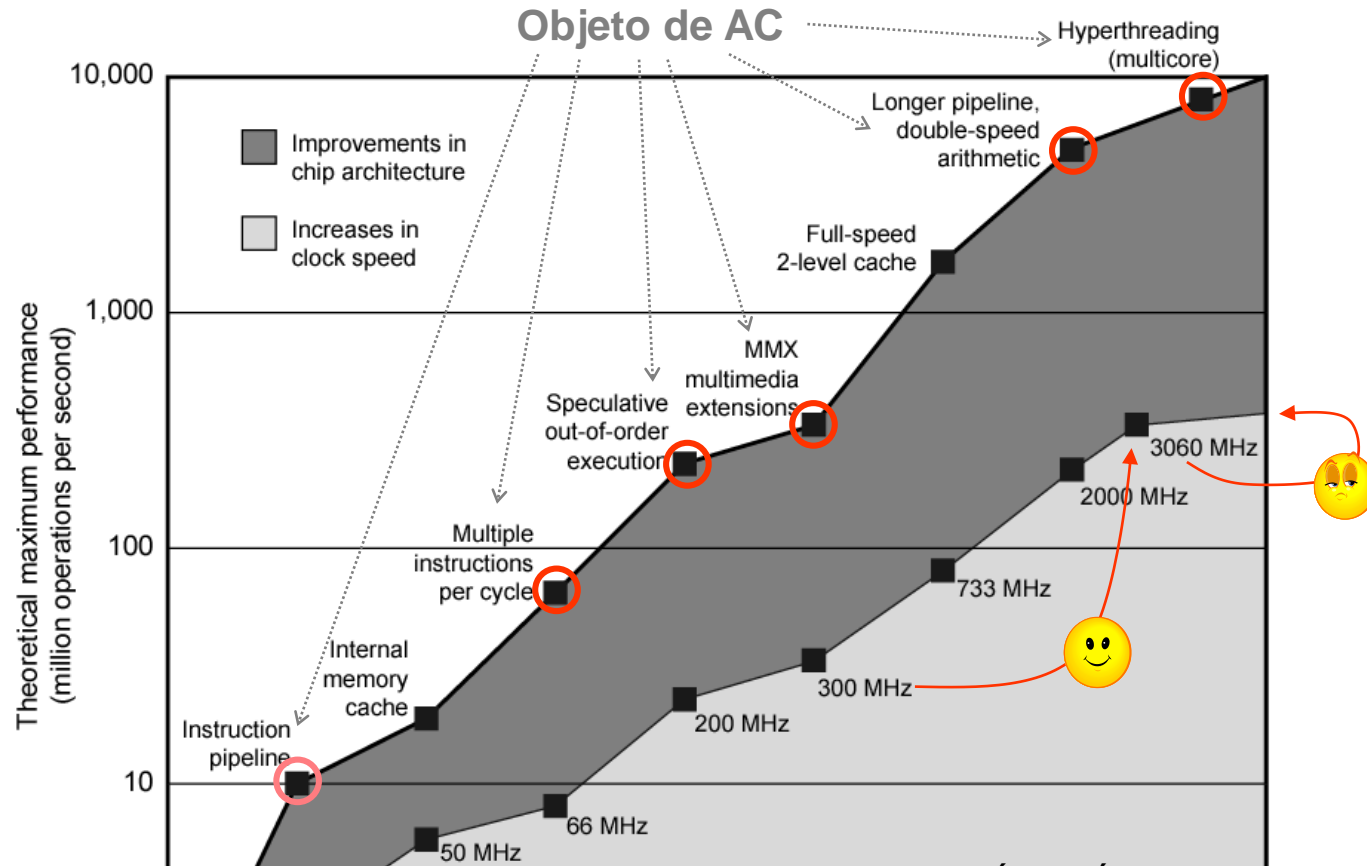 Objeto de AC
Hyperthreading
(multicore)
10,000
Longer pipeline,
double-speed
arithmetic
Improvements in
chip architecture
Increases in
clock speed
Full-speed
2-level cache
Theoretical maximum performance
(million operations per second)
1,000
MMX
multimedia
extensions
Speculative
out-of-order
execution
3060 MHz
2000 MHz
Multiple
instructions
per cycle
100
733 MHz
Internal
memory
cache
300 MHz
200 MHz
Instruction
pipeline
10
66 MHz
50 MHz